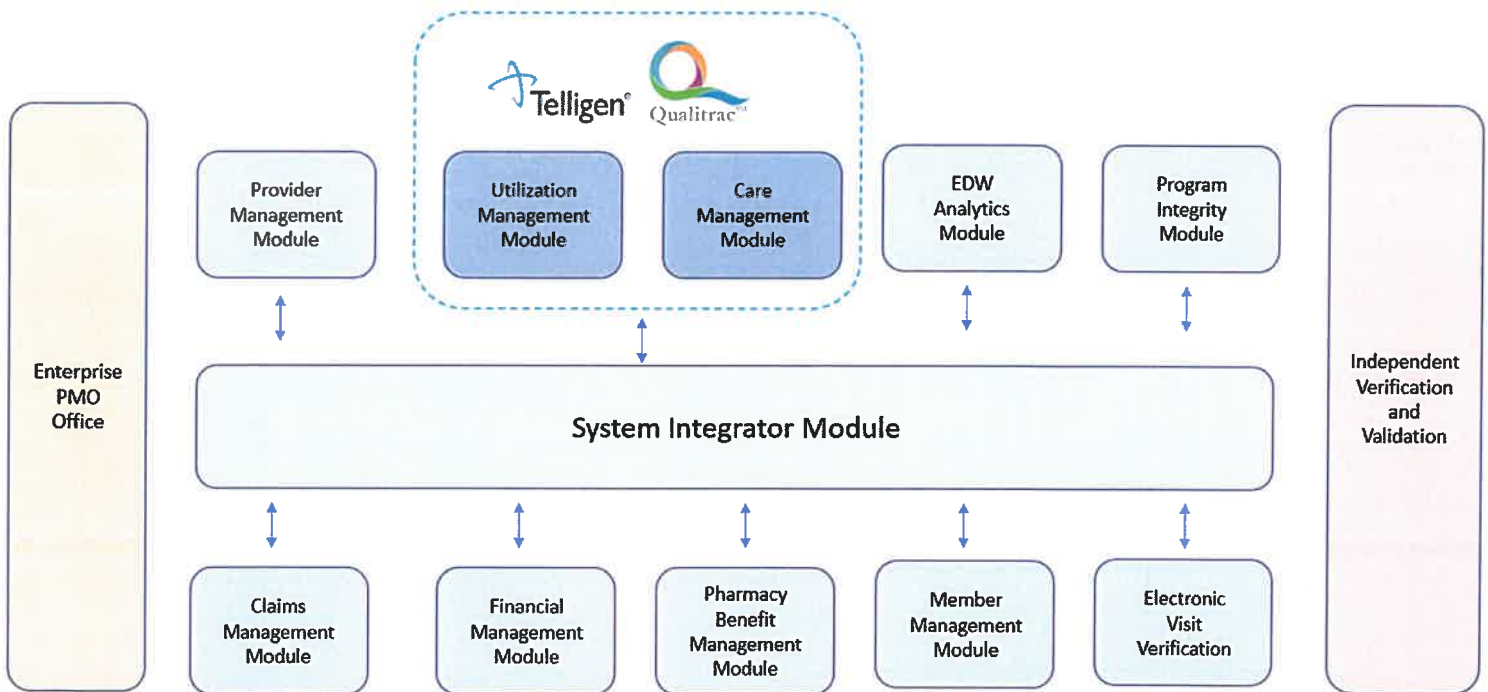 Telligen®
Qualitrac
Provider
Management
Module
Utilization
Management
Module
Care
Management
Module
EDW
Analytics
Module
Program
Integrity
Module
Enterprise
PMO
Office
System Integrator Module
Independent
Verification
and
Validation
Claims
Management
Module
Financial
Management
Module
Pharmacy
Benefit
Management
Module
Member
Management
Module
Electronic
Visit
Verification